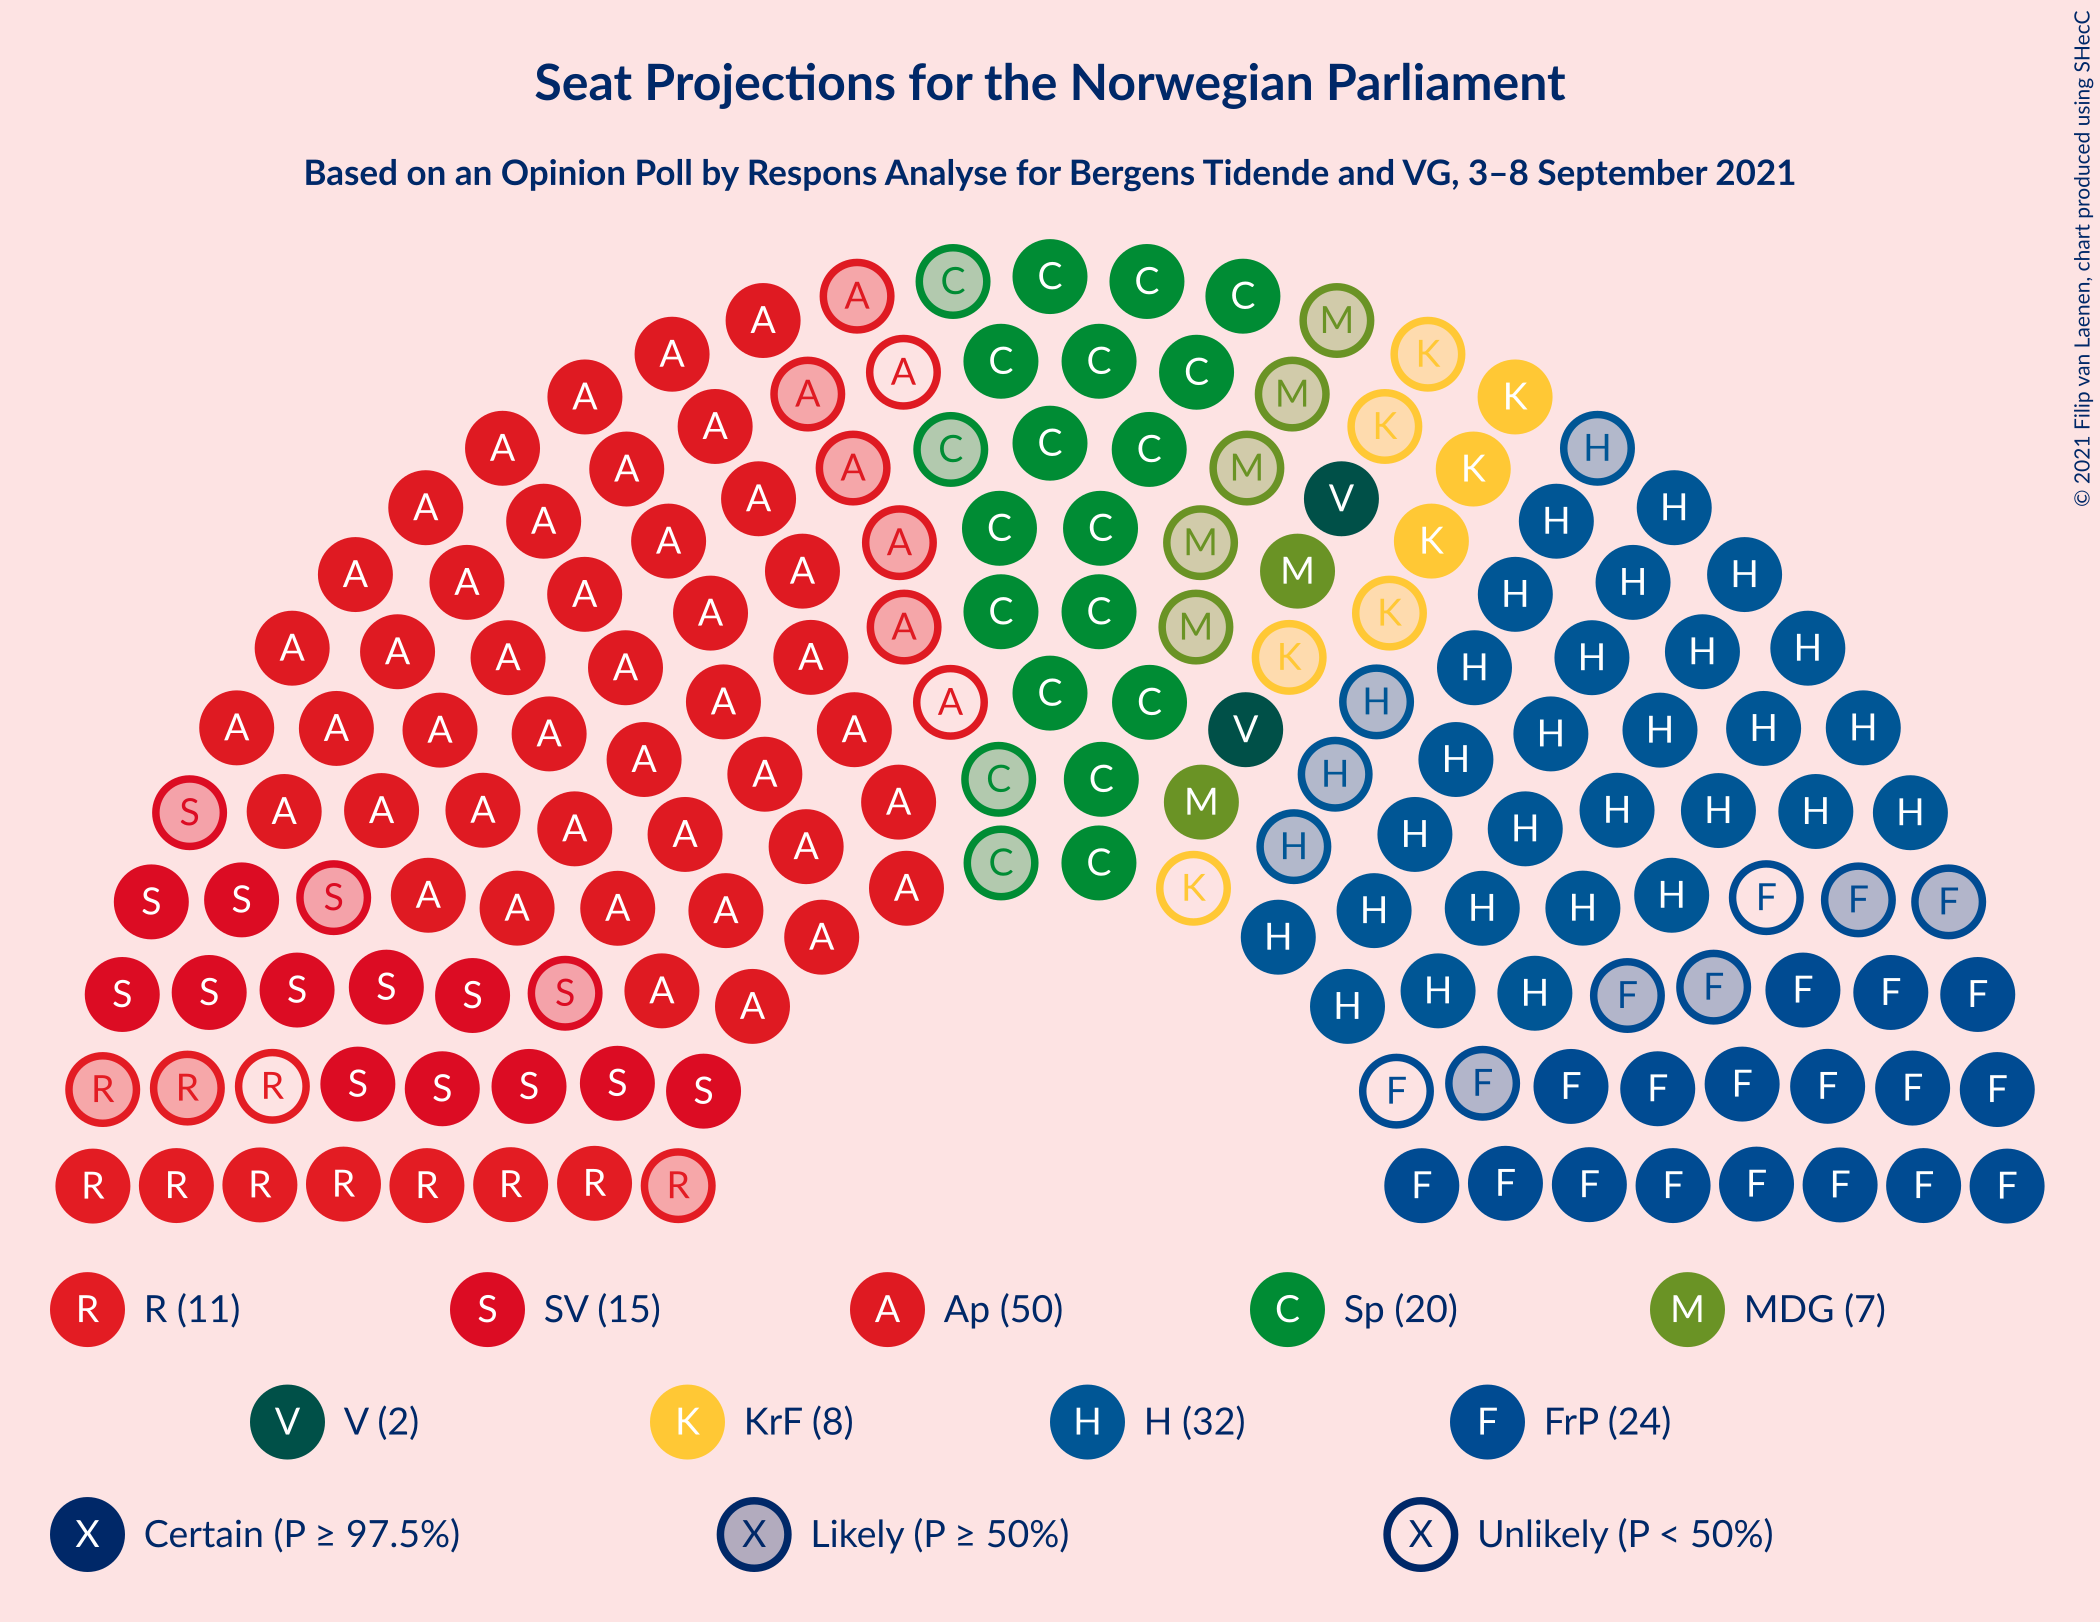 Seat Projections for the Norwegian Parliament
Based on an Opinion Poll by Respons Analyse for Bergens Tidende and VG, 3–8 September 2021
© 2021 Filip van Laenen, chart produced using SHecC
C
A C C C
A M
A C C C K
A A M K
A A C C C M K H
A A A M V K
A A A C C M M K H H
A A A C C M K H H H
A A A A C C V K H H H H
A A A A A A C C M H H H H H
S A A A A A A C K H H H H H H
S S S A A A A A H H H H H F F F
S S S S S S A A H H H F F F F F
R R R S S S S S F F F F F F F F
R R R R R R R R F F F F F F F F
R R (11) S SV (15) A Ap (50) C Sp (20) M MDG (7)
V V (2) K KrF (8) H H (32) F FrP (24)
X Certain (P ≥ 97.5%) X Likely (P ≥ 50%) X Unlikely (P < 50%)